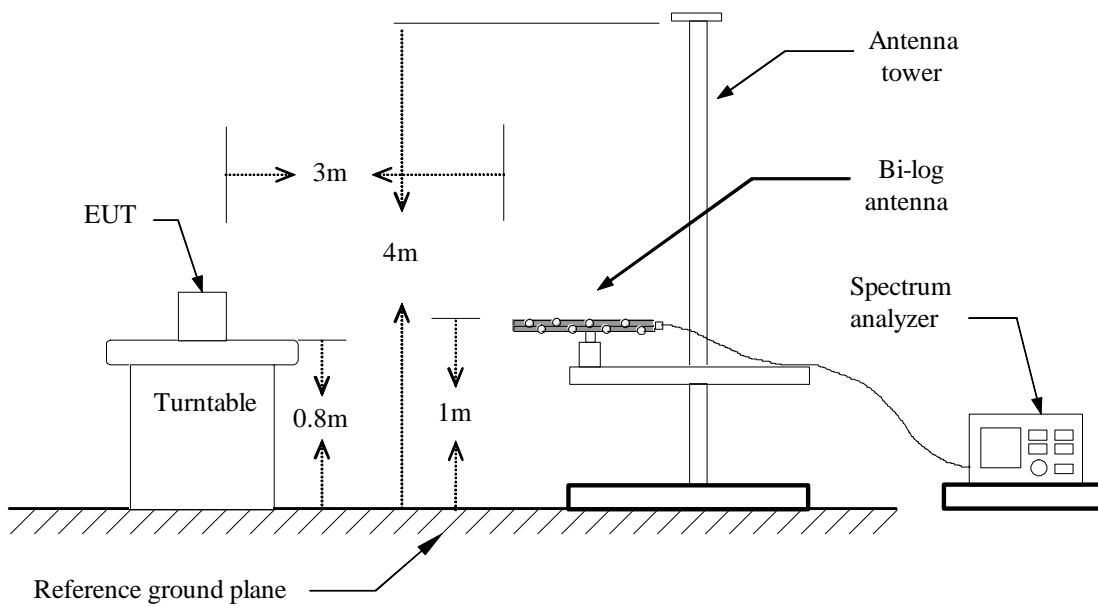 Antenna
tower
3m
Bi-log
antenna
EUT
4m
Spectrum
analyzer
Turntable
0.8m
1m
Reference ground plane